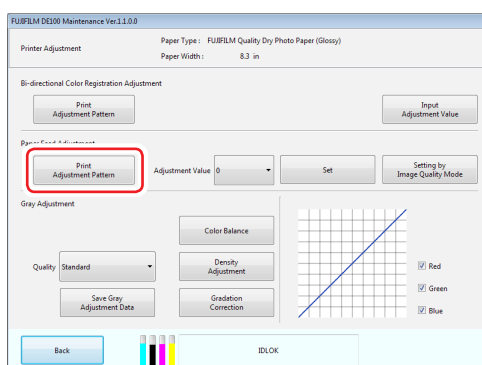 FUJIFILM DE100 Maintenance Ver.1.1.0.0
Printer Adjustment
Paper Type : FUJIFILM Quality Dry Photo Paper (Glossy)
Paper Width : 8.3 in
Bi-directional Color Registration Adjustment
Print
Adjustment Pattern
Input
Adjustment Value
Paper Feed Adjustment
Print
Adjustment Pattern
Adjustment Value 0
Set
Setting by
Image Quality Mode
Gray Adjustment
Color Balance
Quality Standard
Density
Adjustment
Save Gray
Adjustment Data
Gradation
Correction
Red
Green
Blue
Back
IDLOK